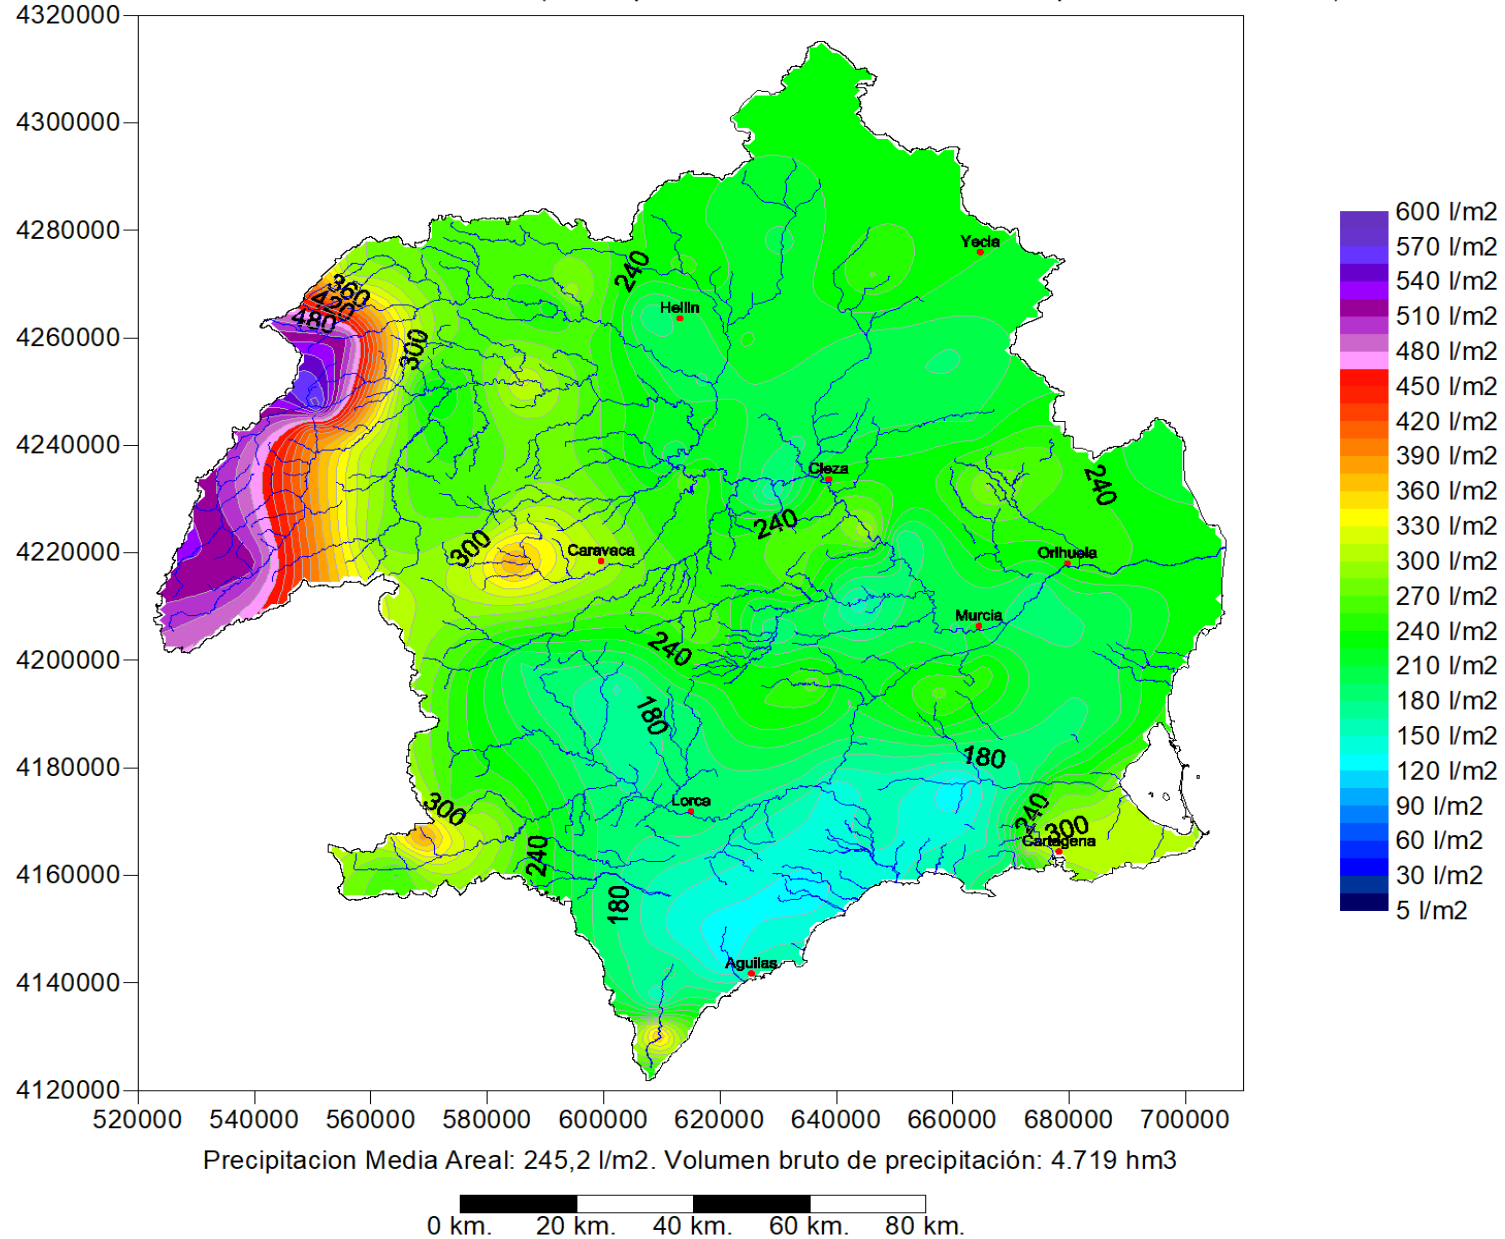 4320000
4300000
4280000
4260000
4240000
4220000
4200000
4180000
4160000
4140000
4120000
520000 540000 560000 580000 600000 620000 640000 660000 680000 700000
Yecla
240
Hellin
360
420
480
300
Cieza
240
240
300
Caravaca
Orihuela
Murcia
240
180
180
300
Lorca
240
300
Cartagena
240
180
Aguilas
600 l/m2
570 l/m2
540 l/m2
510 l/m2
480 l/m2
450 l/m2
420 l/m2
390 l/m2
360 l/m2
330 l/m2
300 l/m2
270 l/m2
240 l/m2
210 l/m2
180 l/m2
150 l/m2
120 l/m2
90 l/m2
60 l/m2
30 l/m2
5 l/m2
Precipitacion Media Areal: 245,2 l/m2. Volumen bruto de precipitación: 4.719 hm3
0 km. 20 km. 40 km. 60 km. 80 km.